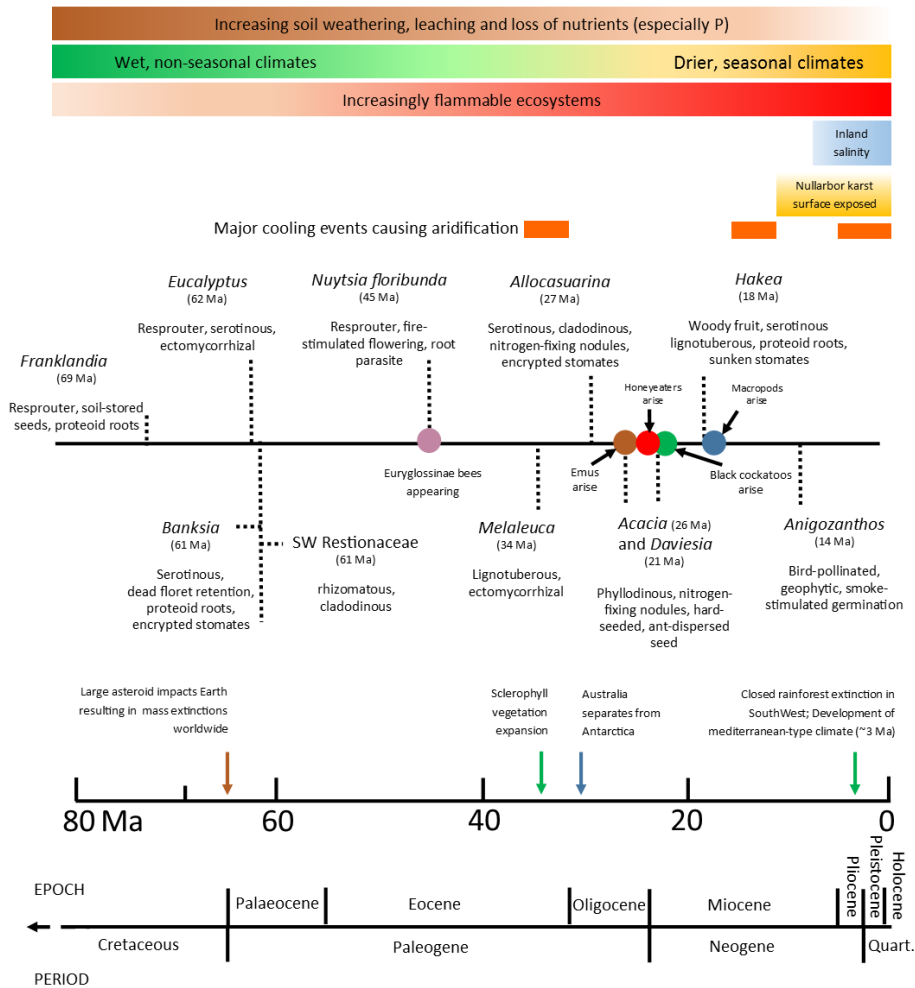 Increasing soil weathering, leaching and loss of nutrients (especially P)
Wet, non-seasonal climates
Drier, seasonal climates
Increasingly flammable ecosystems
Inland
salinity
Nullarbor karst
surface exposed
Major cooling events causing aridification
Eucalyptus
(62 Ma)
Resprouter, serotinous,
ectomycorrhizal
Nuytsia floribunda
(45 Ma)
Resprouter, fire-
stimulated flowering, root
parasite
Allocasuarina
(27 Ma)
Serotinous, cladodinous,
nitrogen-fixing nodules,
encrypted stomates
Hakea
(18 Ma)
Woody fruit, serotinous
lignotuberous, proteoid roots,
sunken stomates
Franklandia
(69 Ma)
Resprouter, soil-stored
seeds, proteoid roots
Honeyeaters
arise
Macropods
arise
Euryglossinae bees
appearing
Emus
arise
Black cockatoos
arise
Banksia
(61 Ma)
Serotinous,
dead floret retention,
proteoid roots,
encrypted stomates
SW Restionaceae
(61 Ma)
rhizomatous,
cladodinous
Melaleuca
(34 Ma)
Lignotuberous,
ectomycorrhizal
Acacia (26 Ma)
and Daviesia
(21 Ma)
Phyllodinous, nitrogen-
fixing nodules, hard-
seeded, ant-dispersed
seed
Anigozanthos
(14 Ma)
Bird-pollinated,
geophytic, smoke-
stimulated germination
Large asteroid impacts Earth
resulting in mass extinctions
worldwide
Sclerophyll
vegetation
expansion
Australia
separates from
Antarctica
Closed rainforest extinction in
SouthWest; Development of
mediterranean-type climate (~3 Ma)
80 Ma
60
40
20
0
EPOCH
Palaeocene
Eocene
Oligocene
Miocene
Pliocene
Pleistocene
Holocene
Cretaceous
Paleogene
Neogene
Quart.
PERIOD